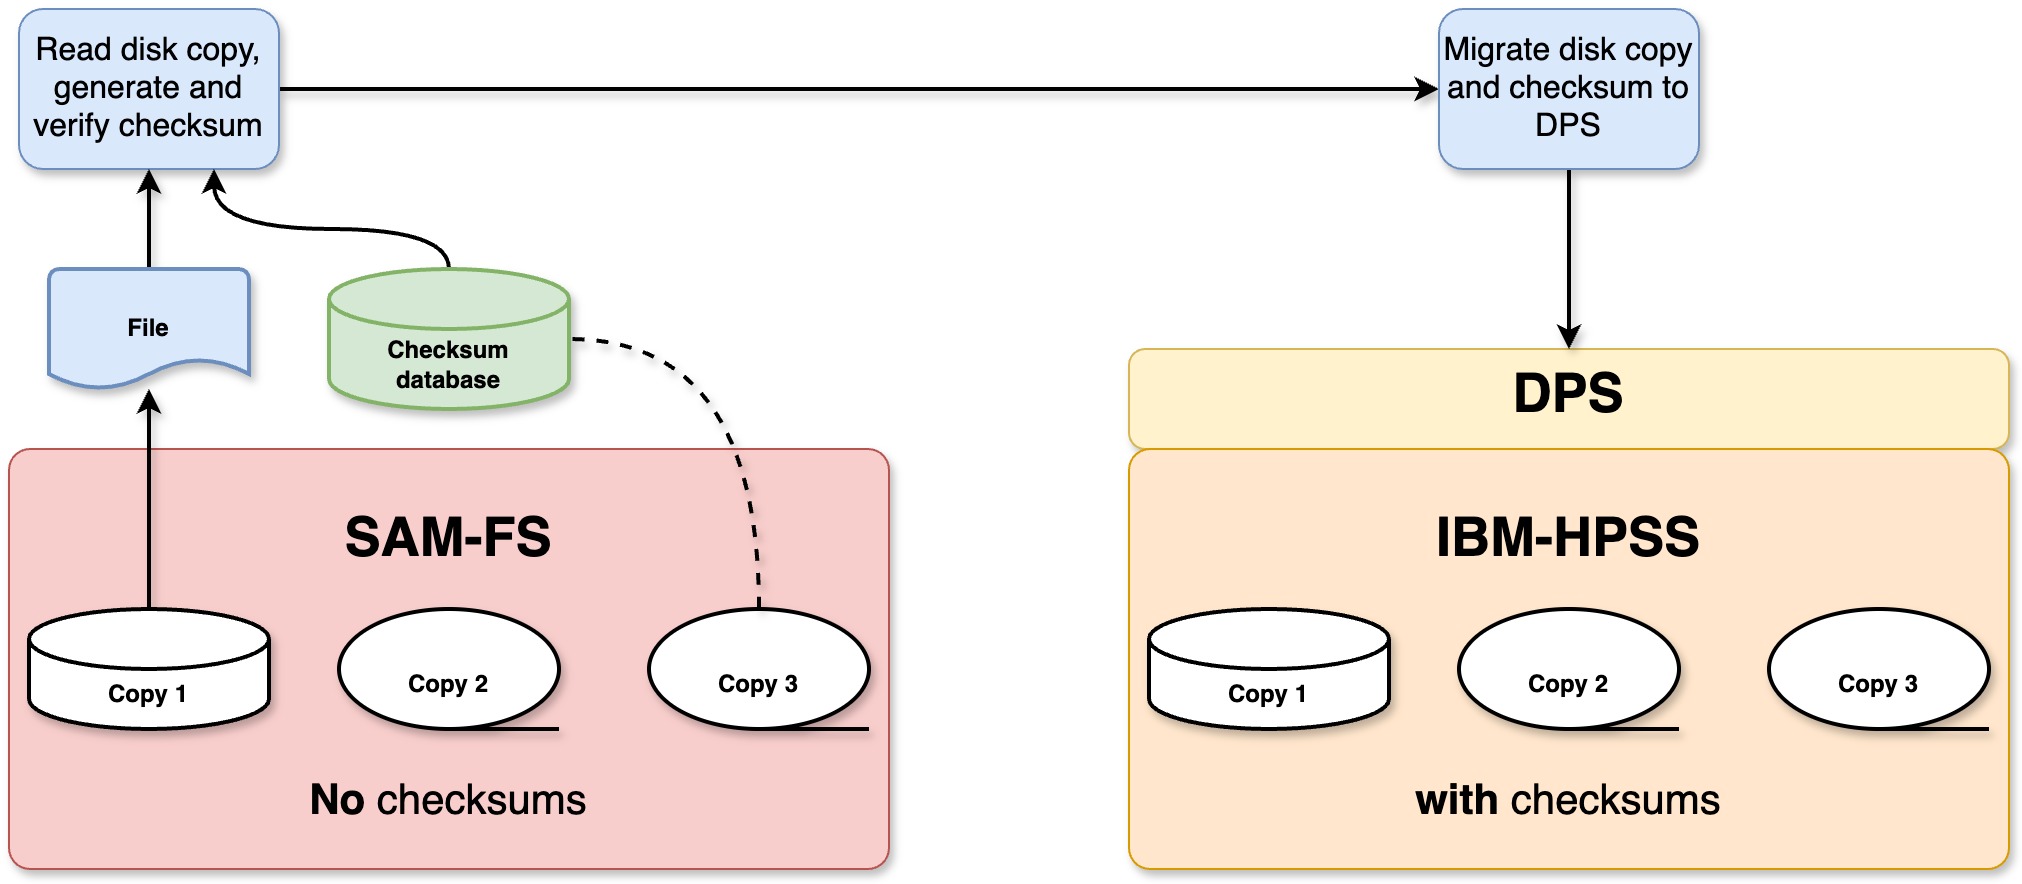 Read disk copy,
generate and
verify checksum
Migrate disk copy
and checksum to
DPS
File
Checksum
database
DPS
SAM-FS
IBM-HPSS
Copy 1
Copy 2
Copy 3
Copy 1
Copy 2
Copy 3
No checksums
with checksums